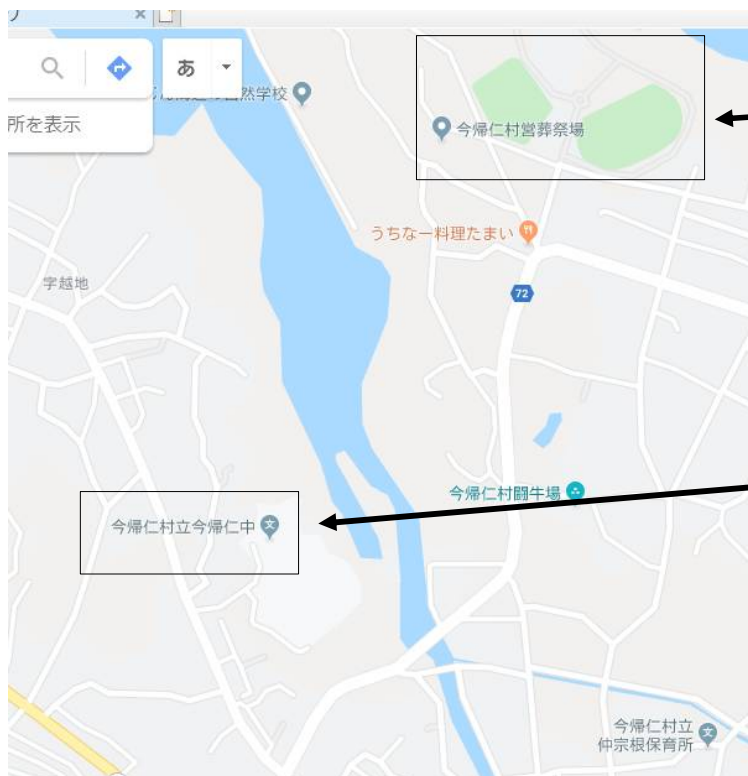 あ
然学校
所を表示
今帰仁村営葬祭場
うちなー料理たまい
字越地
72
今帰仁村闘牛場
今帰仁村立今帰仁中
今帰仁村立
仲宗根保育所